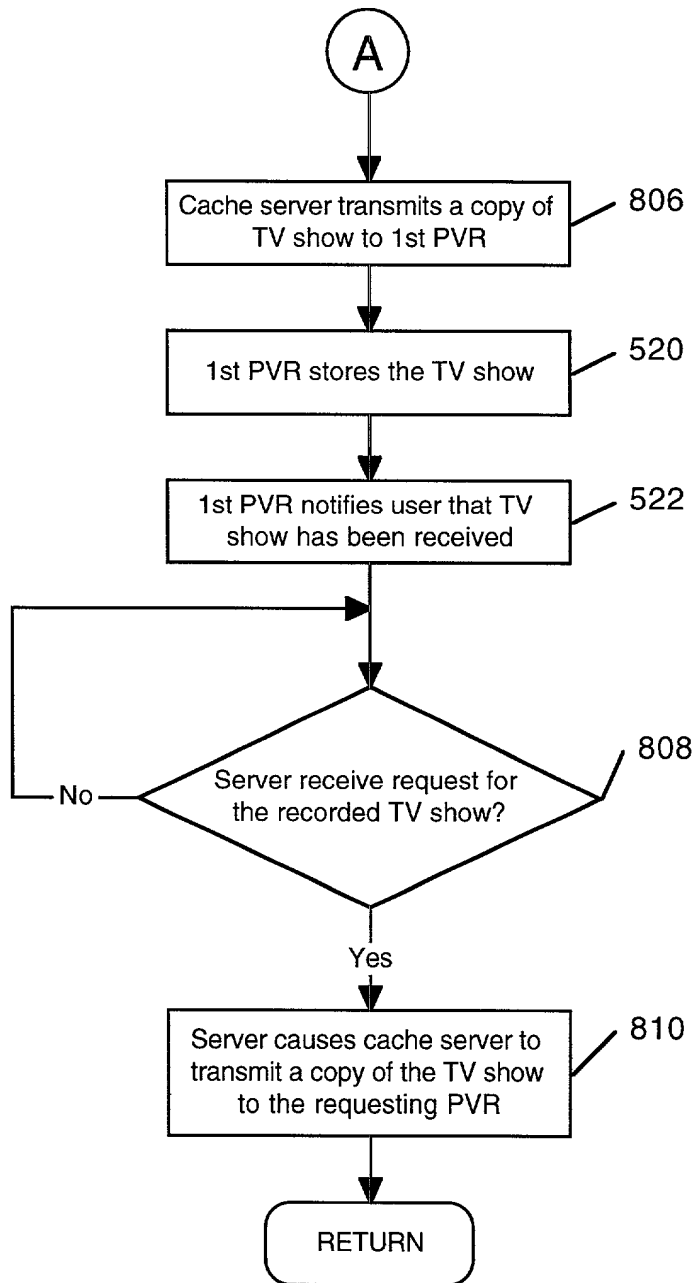 A
Cache server transmits a copy of
TV show to 1st PVR
806
1st PVR stores the TV show
520
1st PVR notifies user that TV
show has been received
522
Server receive request for
the recorded TV show?
808
No
Yes
Server causes cache server to
transmit a copy of the TV show
to the requesting PVR
810
RETURN